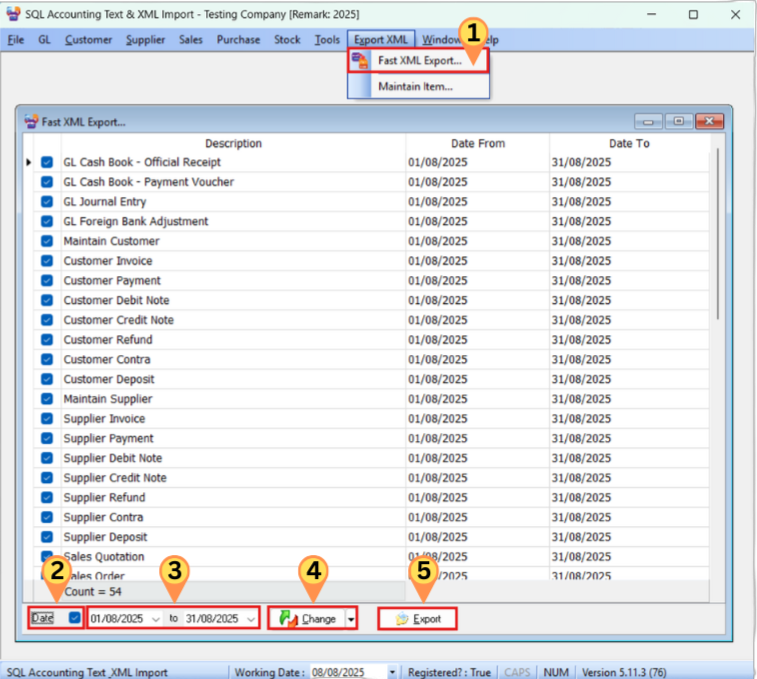 SQL Accounting Text & XML Import - Testing Company [Remark: 2025]
File GL Customer Supplier Sales Purchase Stock Tools Export XML Window
1
Fast XML Export...
Maintain Item...
Fast XML Export...
Description Date From Date To
GL Cash Book - Official Receipt 01/08/2025 31/08/2025
GL Cash Book - Payment Voucher 01/08/2025 31/08/2025
GL Journal Entry 01/08/2025 31/08/2025
GL Foreign Bank Adjustment 01/08/2025 31/08/2025
Maintain Customer 01/08/2025 31/08/2025
Customer Invoice 01/08/2025 31/08/2025
Customer Payment 01/08/2025 31/08/2025
Customer Debit Note 01/08/2025 31/08/2025
Customer Credit Note 01/08/2025 31/08/2025
Customer Refund 01/08/2025 31/08/2025
Customer Contra 01/08/2025 31/08/2025
Customer Deposit 01/08/2025 31/08/2025
Maintain Supplier 01/08/2025 31/08/2025
Supplier Invoice 01/08/2025 31/08/2025
Supplier Payment 01/08/2025 31/08/2025
Supplier Debit Note 01/08/2025 31/08/2025
Supplier Credit Note 01/08/2025 31/08/2025
Supplier Refund 01/08/2025 31/08/2025
Supplier Contra 01/08/2025 31/08/2025
Supplier Deposit 01/08/2025 31/08/2025
Sales Quotation 31/08/2025
Sales Order 31/08/2025
2 3 4 5
Count = 54
Date 01/08/2025 to 31/08/2025 Change Export
SQL Accounting Text_XML Import Working Date : 08/08/2025 Registered? : True CAPS NUM Version 5.11.3 (76)